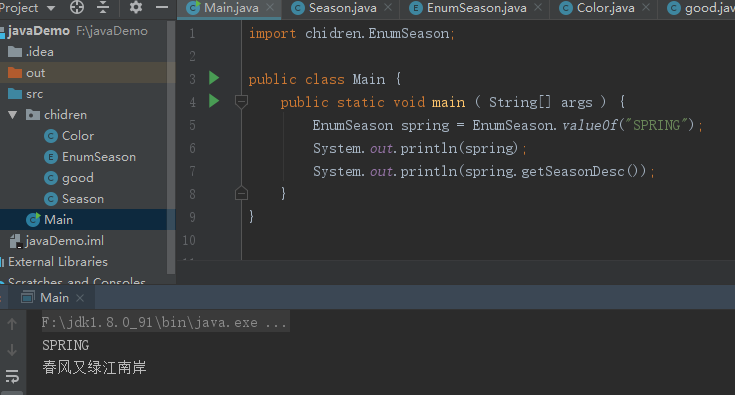 Project
Main.java × Season.java × EnumSeason.java × Color.java × good.jav
javaDemo F:\javaDemo
.idea
out
src
chidren
Color
EnumSeason
good
Season
Main
javaDemo.iml
External Libraries
Scratches and Consoles
1 import chidren.EnumSeason;
2
3 public class Main {
4 public static void main ( String[] args ) {
5 EnumSeason spring = EnumSeason.valueOf("SPRING");
6 System.out.println(spring);
7 System.out.println(spring.getSeasonDesc());
8 }
9 }
10
Main ×
F:\jdk1.8.0_91\bin\java.exe ...
SPRING
春风又绿江南岸